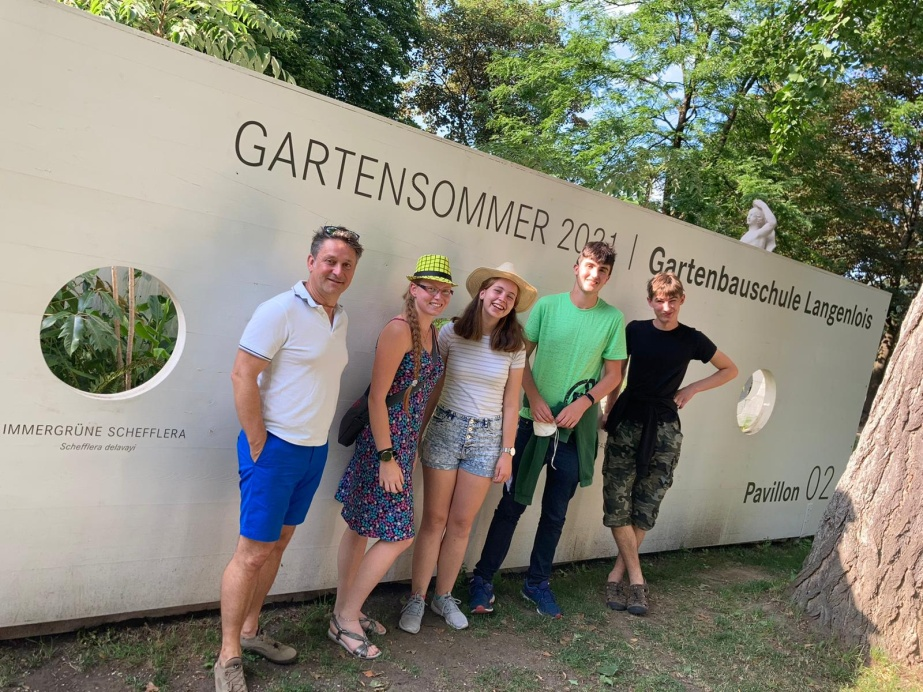 GARTENSOMMER 2021 | Gartenbauschule Langenlois
IMMERGRÜNE SCHEFFLERA
Schefflera delavayi
Pavillon 02